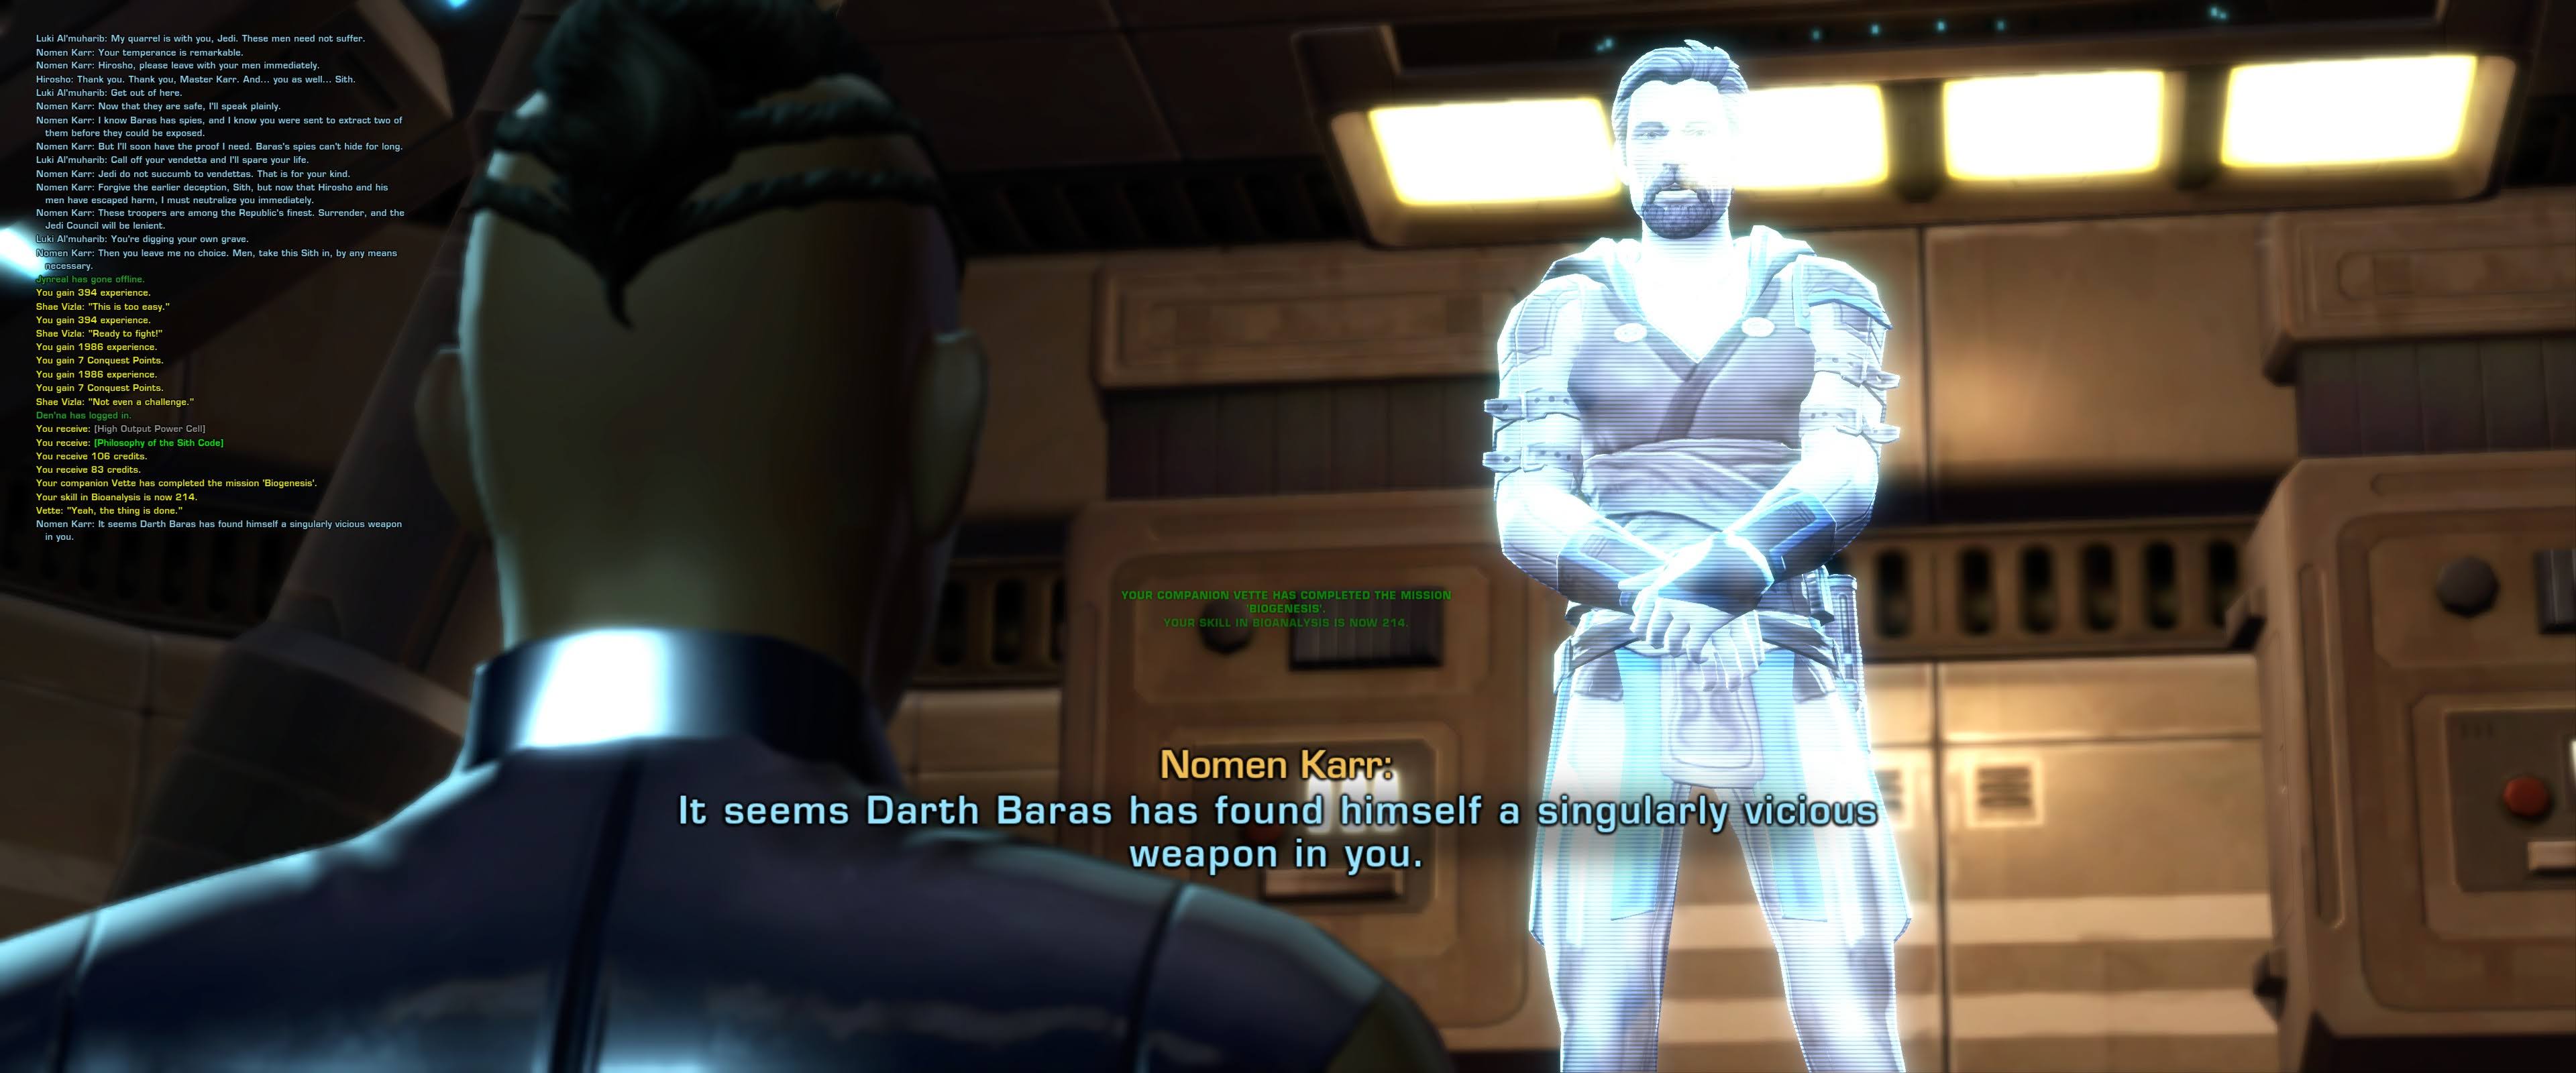 Luki Al'muharib: My quarrel is with you, Jedi. These men need not suffer.
Nomen Karr: Your temperance is remarkable.
Nomen Karr: Hirosho, please leave with your men immediately.
Hirosho: Thank you. Thank you, Master Karr. And... you as well... Sith.
Luki Al'muharib: Get out of here.
Nomen Karr: Now that they are safe, I'll speak plainly.
Nomen Karr: I know Baras has spies, and I know you were sent to extract two of
them before they could be exposed.
Nomen Karr: But I'll soon have the proof I need. Baras's spies can't hide for long.
Luki Al'muharib: Call off your vendetta and I'll spare your life.
Nomen Karr: Jedi do not succumb to vendettas. That is for your kind.
Nomen Karr: Forgive the earlier deception, Sith, but now that Hirosho and his
men have escaped harm, I must neutralize you immediately.
Nomen Karr: These troopers are among the Republic's finest. Surrender, and the
Jedi Council will be lenient.
Luki Al'muharib: You're digging your own grave.
Nomen Karr: Then you leave me no choice. Men, take this Sith in, by any means
necessary.
Jynreal has gone offline.
You gain 394 experience.
Shae Vizla: "This is too easy."
You gain 394 experience.
Shae Vizla: "Ready to fight!"
You gain 1986 experience.
You gain 7 Conquest Points.
You gain 1986 experience.
You gain 7 Conquest Points.
Shae Vizla: "Not even a challenge."
Den'na has logged in.
You receive: [High Output Power Cell]
You receive: [Philosophy of the Sith Code]
You receive 106 credits.
You receive 83 credits.
Your companion Vette has completed the mission 'Biogenesis'.
Your skill in Bioanalysis is now 214.
Vette: "Yeah, the thing is done."
Nomen Karr: It seems Darth Baras has found himself a singularly vicious weapon
in you.
YOUR COMPANION VETTE HAS COMPLETED THE MISSION
'BIOGENESIS'.
YOUR SKILL IN BIOANALYSIS IS NOW 214.
Nomen Karr:
It seems Darth Baras has found himself a singularly vicious
weapon in you.